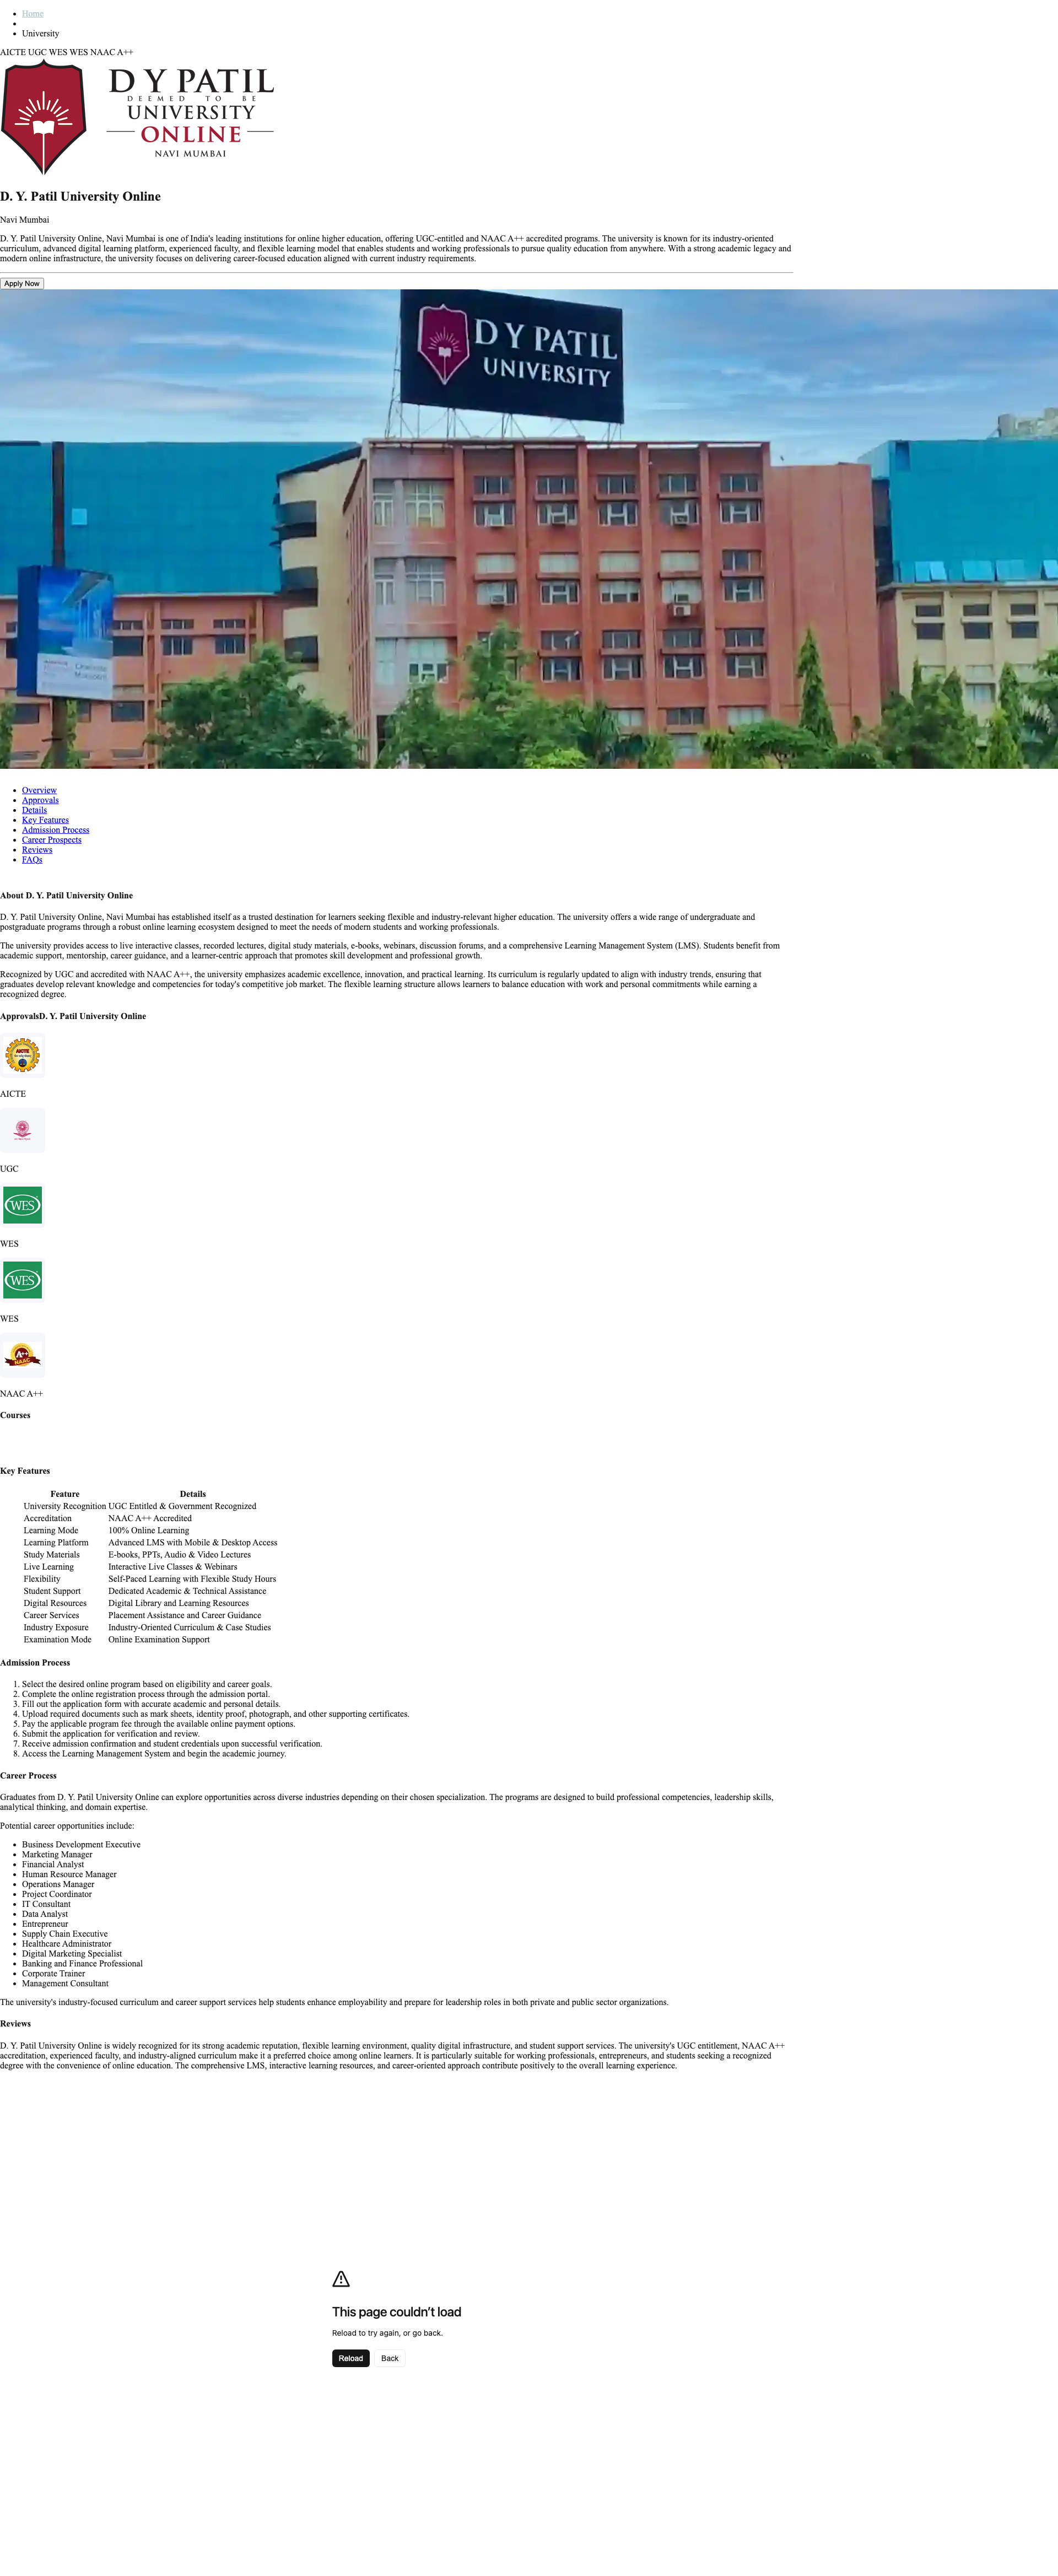 Home
University
AICTE UGC WES WES NAAC A++
D Y PATIL
DEEMED TO BE
UNIVERSITY
ONLINE
NAVI MUMBAI
D. Y. Patil University Online
Navi Mumbai
D. Y. Patil University Online, Navi Mumbai is one of India's leading institutions for online higher education, offering UGC-entitled and NAAC A++ accredited programs. The university is known for its industry-oriented
curriculum, advanced digital learning platform, experienced faculty, and flexible learning model that enables students and working professionals to pursue quality education from anywhere. With a strong academic legacy and
modern online infrastructure, the university focuses on delivering career-focused education aligned with current industry requirements.
Apply Now
D Y PATIL
UNIVERSITY
Overview
Approvals
Details
Key Features
Admission Process
Career Prospects
Reviews
FAQs
About D. Y. Patil University Online
D. Y. Patil University Online, Navi Mumbai has established itself as a trusted destination for learners seeking flexible and industry-relevant higher education. The university offers a wide range of undergraduate and
postgraduate programs through a robust online learning ecosystem designed to meet the needs of modern students and working professionals.
The university provides access to live interactive classes, recorded lectures, digital study materials, e-books, webinars, discussion forums, and a comprehensive Learning Management System (LMS). Students benefit from
academic support, mentorship, career guidance, and a learner-centric approach that promotes skill development and professional growth.
Recognized by UGC and accredited with NAAC A++, the university emphasizes academic excellence, innovation, and practical learning. Its curriculum is regularly updated to align with industry trends, ensuring that
graduates develop relevant knowledge and competencies for today's competitive job market. The flexible learning structure allows learners to balance education with work and personal commitments while earning a
recognized degree.
ApprovalsD. Y. Patil University Online
AICTE
AICTE
UGC
WES
WES
WES
WES
A++
NAAC
NAAC A++
Courses
Key Features
Feature Details
University Recognition UGC Entitled & Government Recognized
Accreditation NAAC A++ Accredited
Learning Mode 100% Online Learning
Learning Platform Advanced LMS with Mobile & Desktop Access
Study Materials E-books, PPTs, Audio & Video Lectures
Live Learning Interactive Live Classes & Webinars
Flexibility Self-Paced Learning with Flexible Study Hours
Student Support Dedicated Academic & Technical Assistance
Digital Resources Digital Library and Learning Resources
Career Services Placement Assistance and Career Guidance
Industry Exposure Industry-Oriented Curriculum & Case Studies
Examination Mode Online Examination Support
Admission Process
1. Select the desired online program based on eligibility and career goals.
2. Complete the online registration process through the admission portal.
3. Fill out the application form with accurate academic and personal details.
4. Upload required documents such as mark sheets, identity proof, photograph, and other supporting certificates.
5. Pay the applicable program fee through the available online payment options.
6. Submit the application for verification and review.
7. Receive admission confirmation and student credentials upon successful verification.
8. Access the Learning Management System and begin the academic journey.
Career Process
Graduates from D. Y. Patil University Online can explore opportunities across diverse industries depending on their chosen specialization. The programs are designed to build professional competencies, leadership skills,
analytical thinking, and domain expertise.
Potential career opportunities include:
Business Development Executive
Marketing Manager
Financial Analyst
Human Resource Manager
Operations Manager
Project Coordinator
IT Consultant
Data Analyst
Entrepreneur
Supply Chain Executive
Healthcare Administrator
Digital Marketing Specialist
Banking and Finance Professional
Corporate Trainer
Management Consultant
The university's industry-focused curriculum and career support services help students enhance employability and prepare for leadership roles in both private and public sector organizations.
Reviews
D. Y. Patil University Online is widely recognized for its strong academic reputation, flexible learning environment, quality digital infrastructure, and student support services. The university's UGC entitlement, NAAC A++
accreditation, experienced faculty, and industry-aligned curriculum make it a preferred choice among online learners. It is particularly suitable for working professionals, entrepreneurs, and students seeking a recognized
degree with the convenience of online education. The comprehensive LMS, interactive learning resources, and career-oriented approach contribute positively to the overall learning experience.
This page couldn't load
Reload to try again, or go back.
Reload
Back